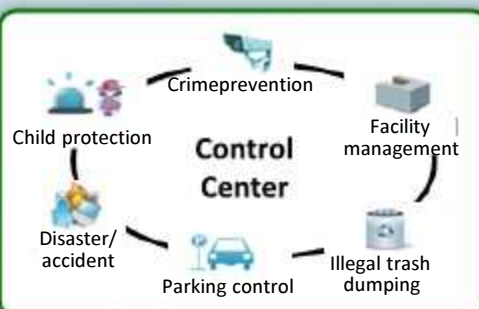 Crimeprevention
Child protection
Facility
management
Control
Center
Disaster/
accident
Illegal trash
dumping
Parking control